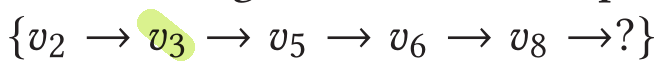 {v₂ → v₃ → v₅ → v₆ → v₈ →?}